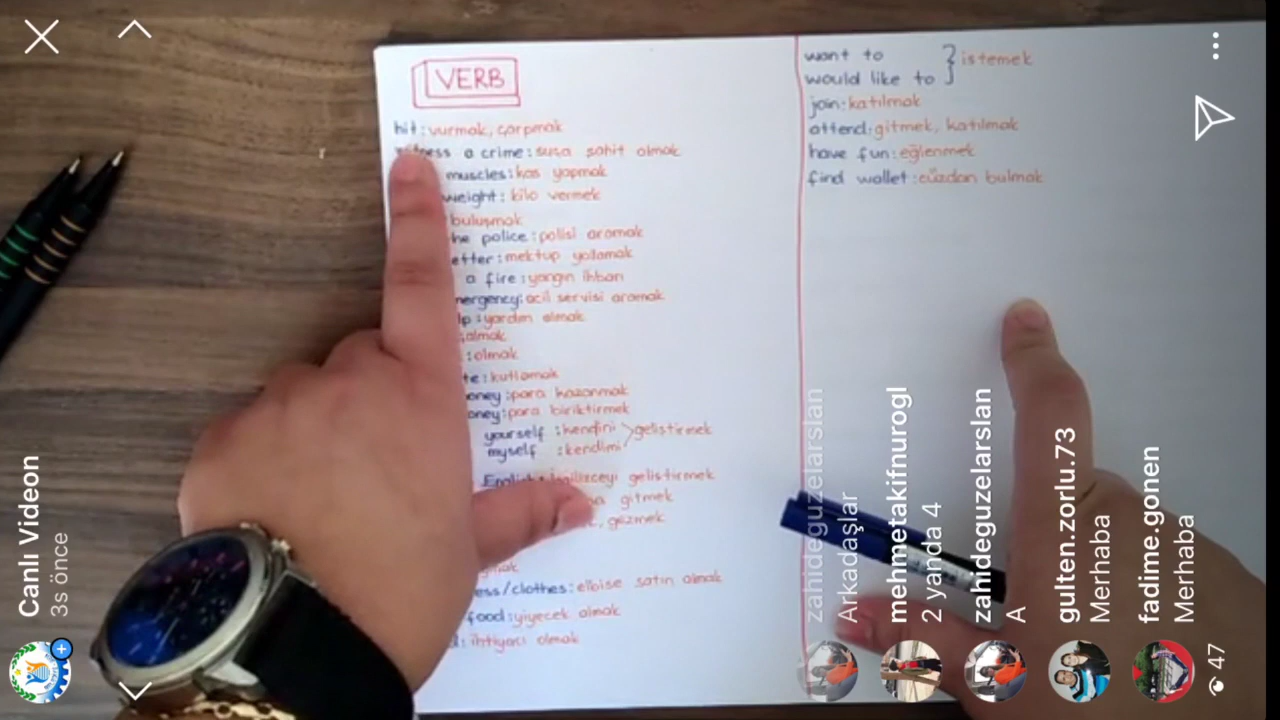 VERB
hit: vurmak, çarpmak
a crime: suça şahit olmak
muscles: kas yapmak
weight: kilo vermek
buluşmak
he police: polisi aramak
etter: mektup yollamak
a fire: yangın ihbarı
mergency: acil servisi aramak
lp: yardım almak
: almak
: olmak
te: kutlamak
oney: para kazanmak
oney: para biriktirmek
yourself : kendini > geliştirmek
myself : kendimi
English: İngilizceyi geliştirmek
gitmek
, gezmek
ess/clothes: elbise satın almak
food: yiyecek almak
: ihtiyacı olmak
want to } istemek
would like to
join: katılmak
attend: gitmek, katılmak
have fun: eğlenmek
find wallet: cüzdan bulmak
Canlı Videon
3s önce
zahideguzelarslan
Arkadaşlar
mehmetakifnurogl
2 yanda 4
zahideguzelarslan
A
gulten.zorlu.73
Merhaba
fadime.gonen
Merhaba
47